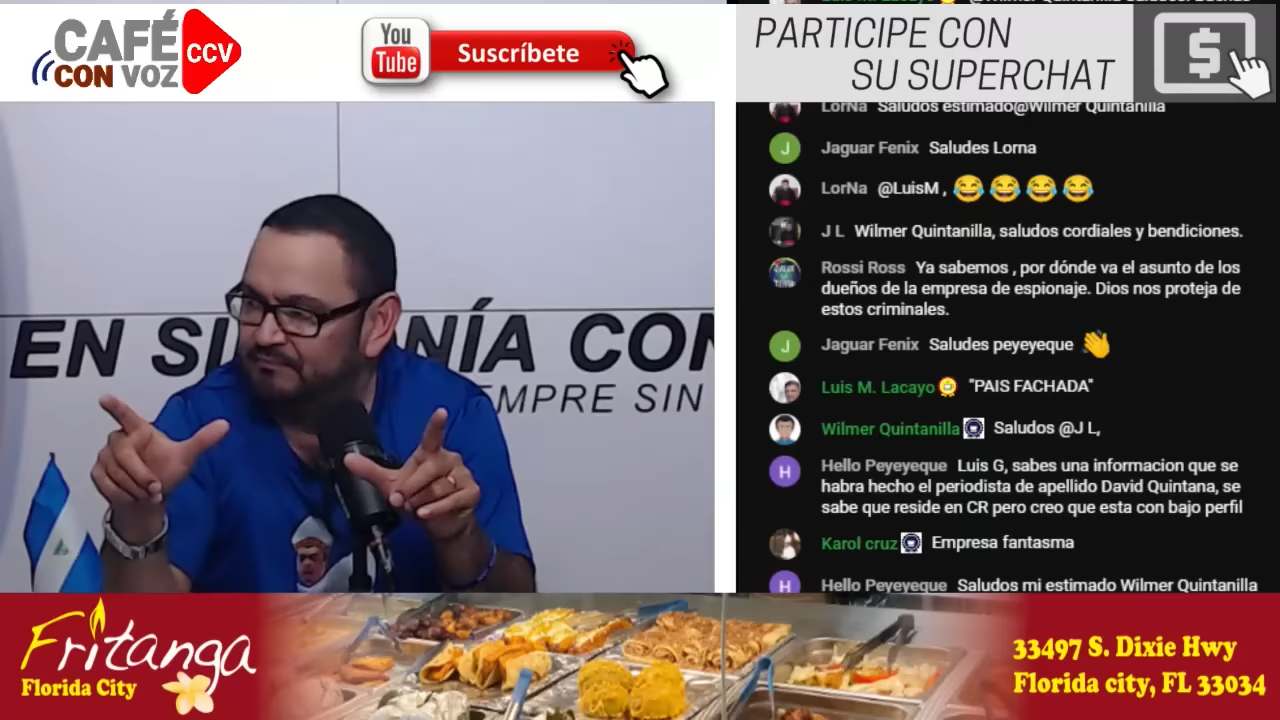 CAFÉ
CON VOZ
CCV
You
Tube
Suscríbete
PARTICIPE CON
SU SUPERCHAT
$
LorNa Saludos estimado@Wilmer Quintanilla
J
Jaguar Fenix Saludes Lorna
LorNa @LuisM , 😂😂😂😂
J L Wilmer Quintanilla, saludos cordiales y bendiciones.
Rossi Ross Ya sabemos , por dónde va el asunto de los
dueños de la empresa de espionaje. Dios nos proteja de
estos criminales.
J
Jaguar Fenix Saludes peyeyeque 👏
Luis M. Lacayo "PAIS FACHADA"
Wilmer Quintanilla Saludos @J L,
H
Hello Peyeyeque Luis G, sabes una informacion que se
habra hecho el periodista de apellido David Quintana, se
sabe que reside en CR pero creo que esta con bajo perfil
Karol cruz Empresa fantasma
H
Hello Peyeyeque Saludos mi estimado Wilmer Quintanilla
EN SI NÍA CON
EMPRE SIN
Fritanga
Florida City
33497 S. Dixie Hwy
Florida city, FL 33034